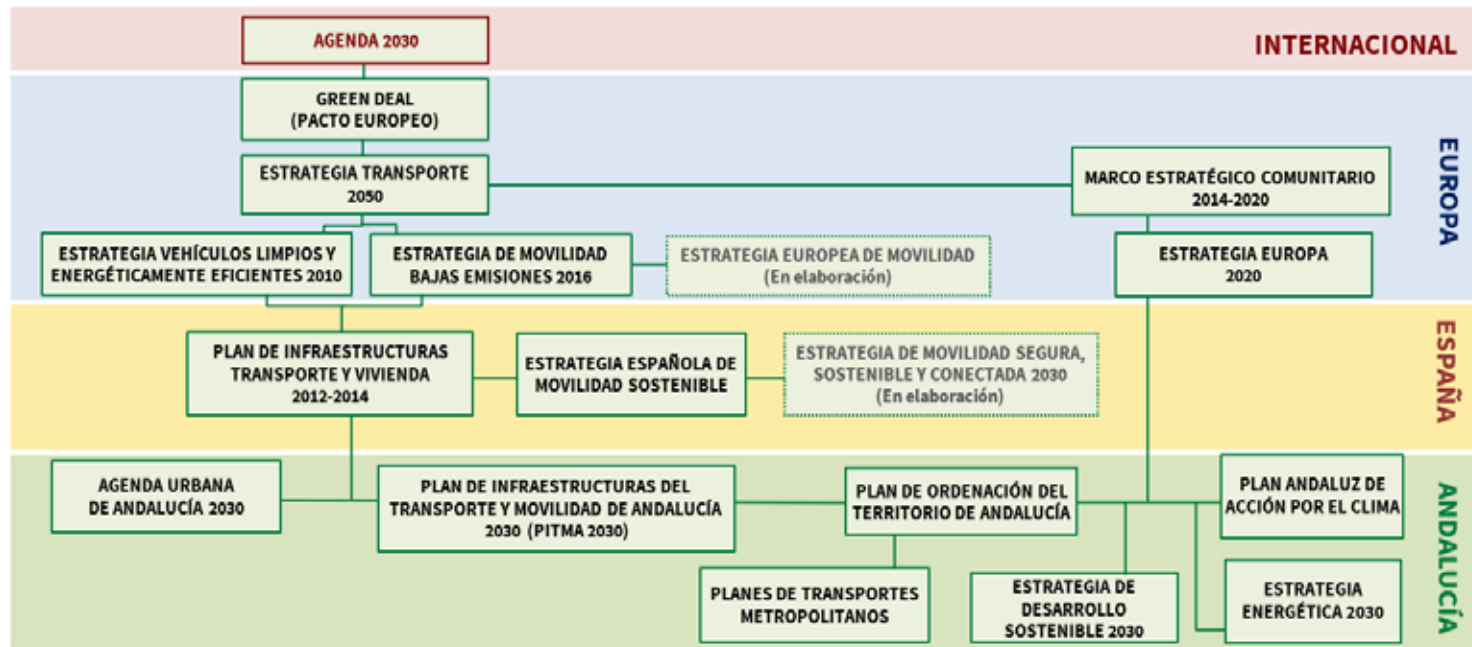 AGENDA 2030
INTERNACIONAL
GREEN DEAL
(PACTO EUROPEO)
ESTRATEGIA TRANSPORTE
2050
MARCO ESTRATÉGICO COMUNITARIO
2014-2020
EUROPA
ESTRATEGIA VEHÍCULOS LIMPIOS Y
ENERGÉTICAMENTE EFICIENTES 2010
ESTRATEGIA DE MOVILIDAD
BAJAS EMISIONES 2016
ESTRATEGIA EUROPEA DE MOVILIDAD
(En elaboración)
ESTRATEGIA EUROPA
2020
PLAN DE INFRAESTRUCTURAS
TRANSPORTE Y VIVIENDA
2012-2014
ESTRATEGIA ESPAÑOLA DE
MOVILIDAD SOSTENIBLE
ESTRATEGIA DE MOVILIDAD SEGURA,
SOSTENIBLE Y CONECTADA 2030
(En elaboración)
ESPAÑA
AGENDA URBANA
DE ANDALUCÍA 2030
PLAN DE INFRAESTRUCTURAS DEL
TRANSPORTE Y MOVILIDAD DE ANDALUCÍA
2030 (PITMA 2030)
PLAN DE ORDENACIÓN DEL
TERRITORIO DE ANDALUCÍA
PLAN ANDALUZ DE
ACCIÓN POR EL CLIMA
ANDALUCÍA
PLANES DE TRANSPORTES
METROPOLITANOS
ESTRATEGIA DE
DESARROLLO
SOSTENIBLE 2030
ESTRATEGIA
ENERGÉTICA 2030